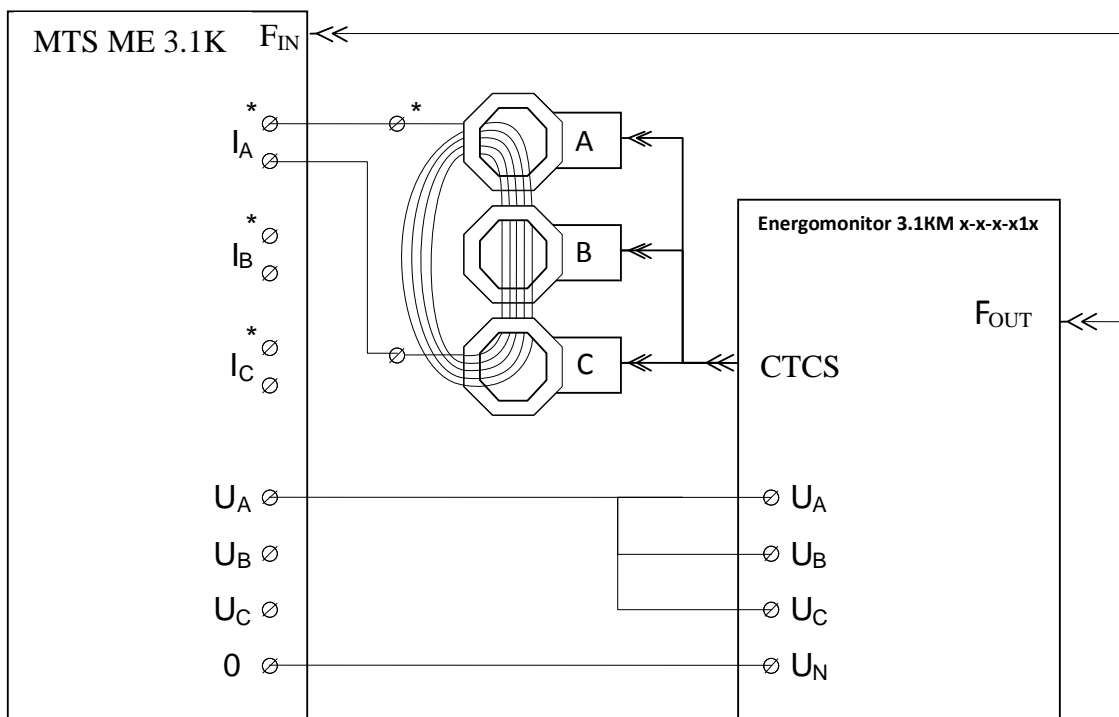 MTS ME 3.1K
FIN
*
*
IA
A
*
IB
B
Energomonitor 3.1KM x-x-x-x1x
FOUT
*
IC
C
CTCS
UA
UA
UB
UB
UC
UC
0
UN